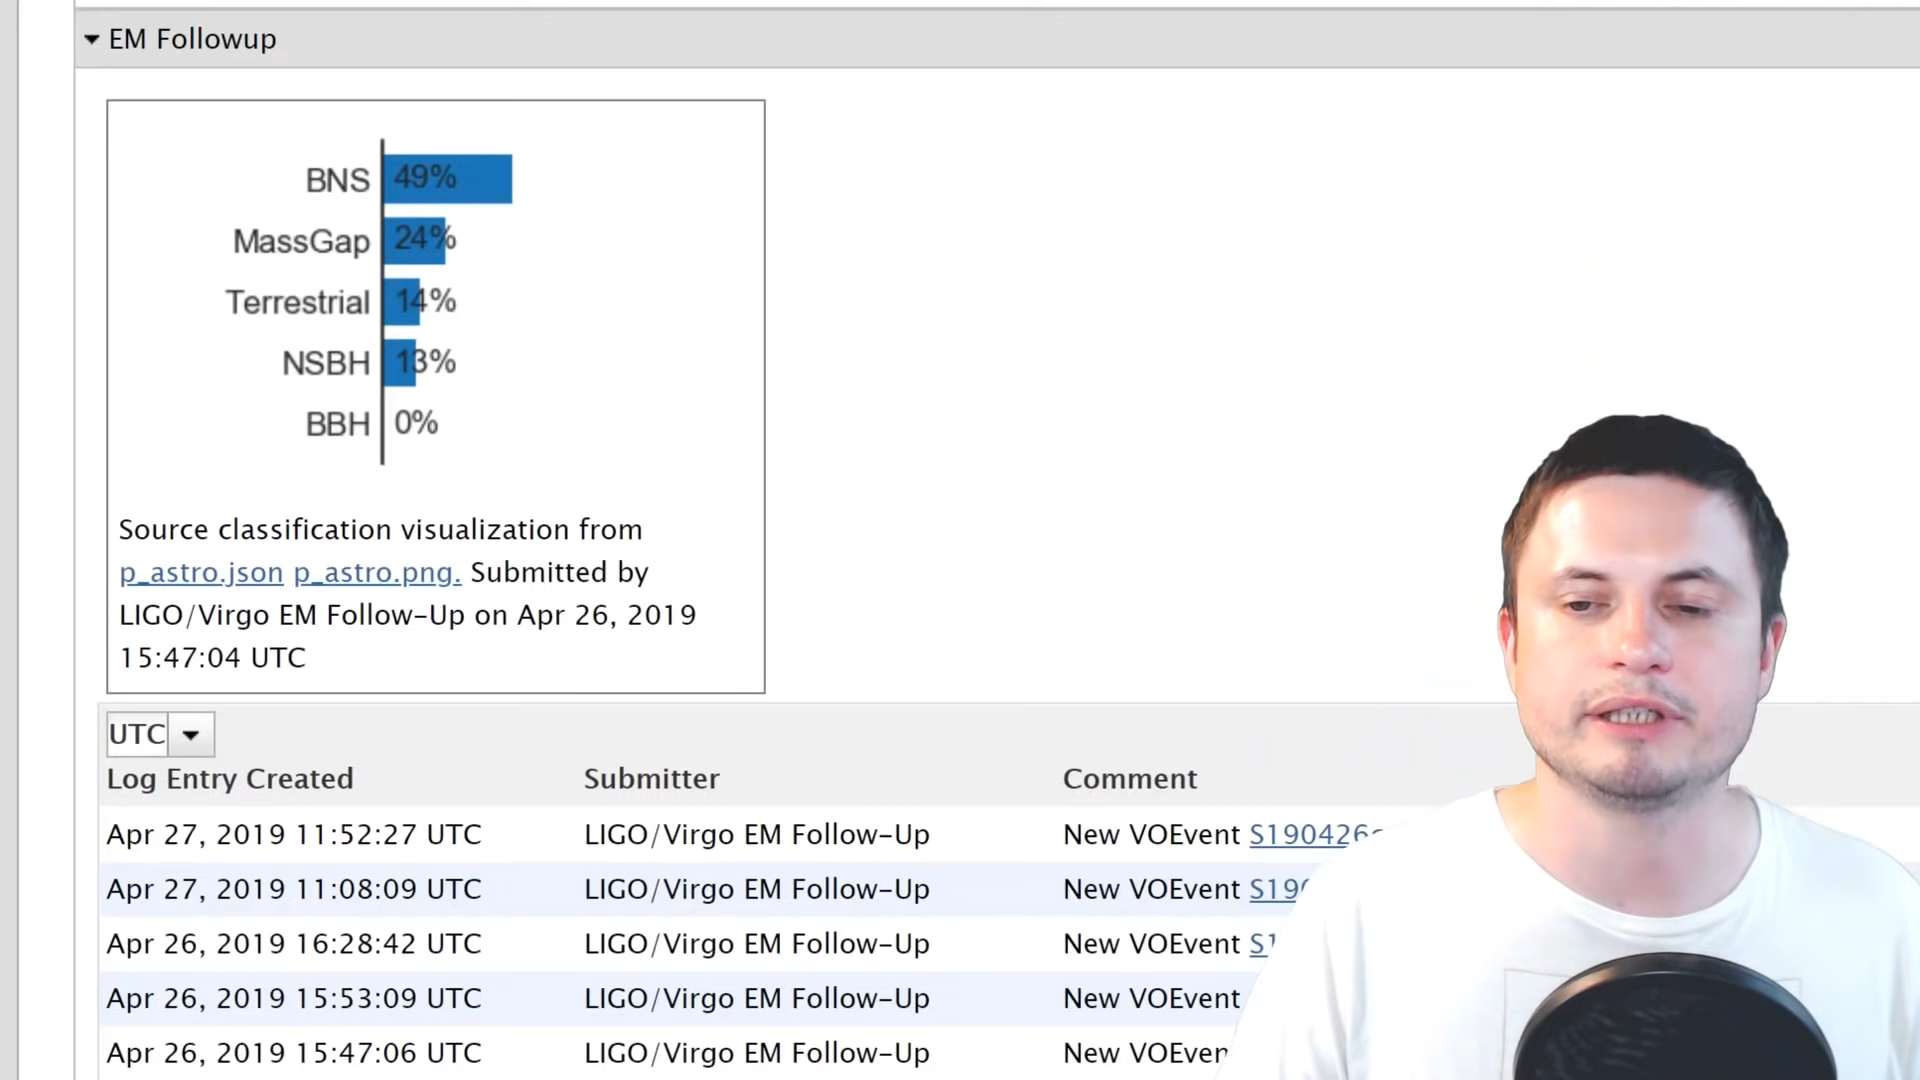 EM Followup
BNS 49%
MassGap 24%
Terrestrial 14%
NSBH 13%
BBH 0%
Source classification visualization from
p_astro.json p_astro.png. Submitted by
LIGO/Virgo EM Follow-Up on Apr 26, 2019
15:47:04 UTC
UTC
Log Entry Created Submitter Comment
Apr 27, 2019 11:52:27 UTC LIGO/Virgo EM Follow-Up New VOEvent
Apr 27, 2019 11:08:09 UTC LIGO/Virgo EM Follow-Up New VOEvent
Apr 26, 2019 16:28:42 UTC LIGO/Virgo EM Follow-Up New VOEvent
Apr 26, 2019 15:53:09 UTC LIGO/Virgo EM Follow-Up New VOEvent
Apr 26, 2019 15:47:06 UTC LIGO/Virgo EM Follow-Up New